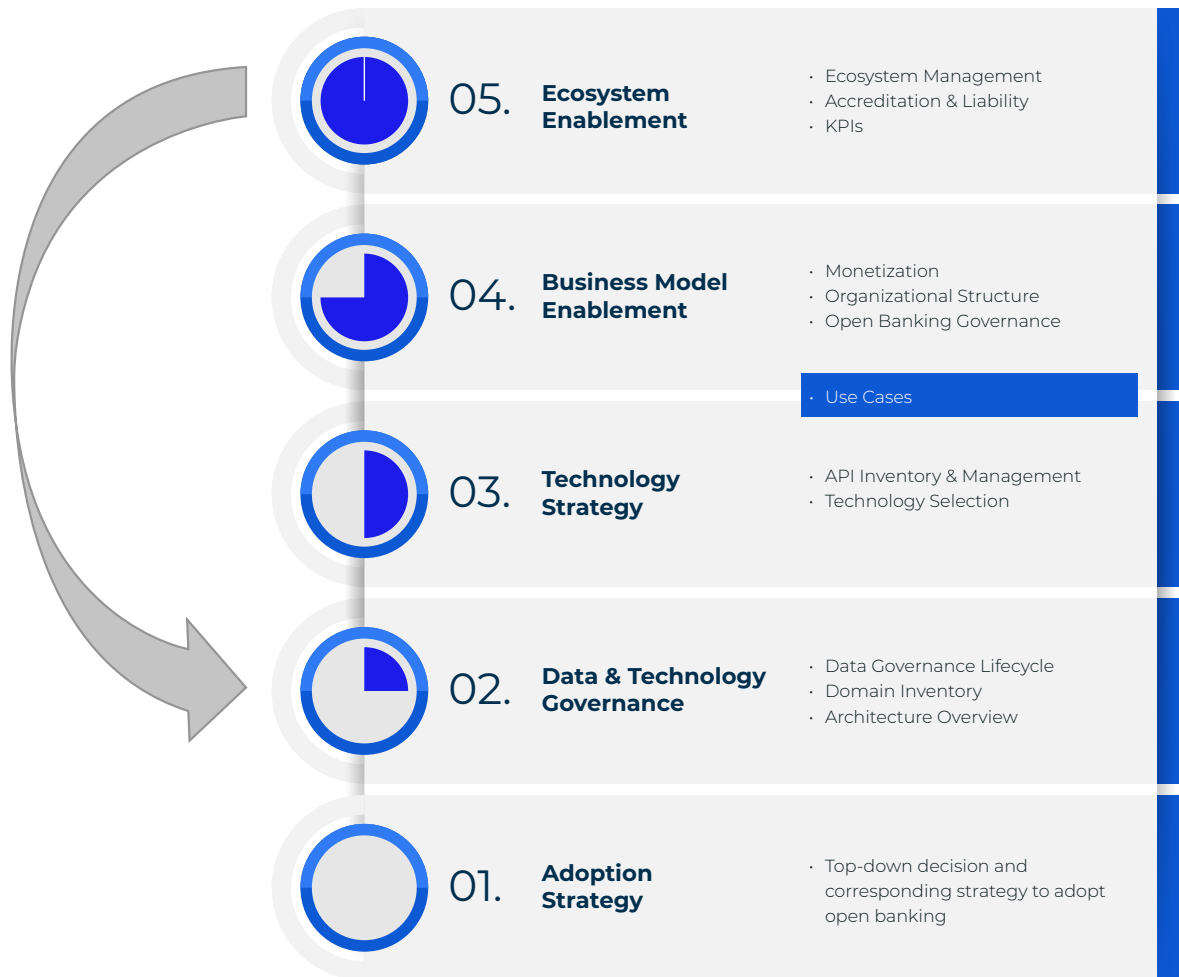 05.
Ecosystem
Enablement
• Ecosystem Management
• Accreditation & Liability
• KPIs
04.
Business Model
Enablement
• Monetization
• Organizational Structure
• Open Banking Governance
• Use Cases
03.
Technology
Strategy
• API Inventory & Management
• Technology Selection
02.
Data & Technology
Governance
• Data Governance Lifecycle
• Domain Inventory
• Architecture Overview
01.
Adoption
Strategy
• Top-down decision and
corresponding strategy to adopt
open banking